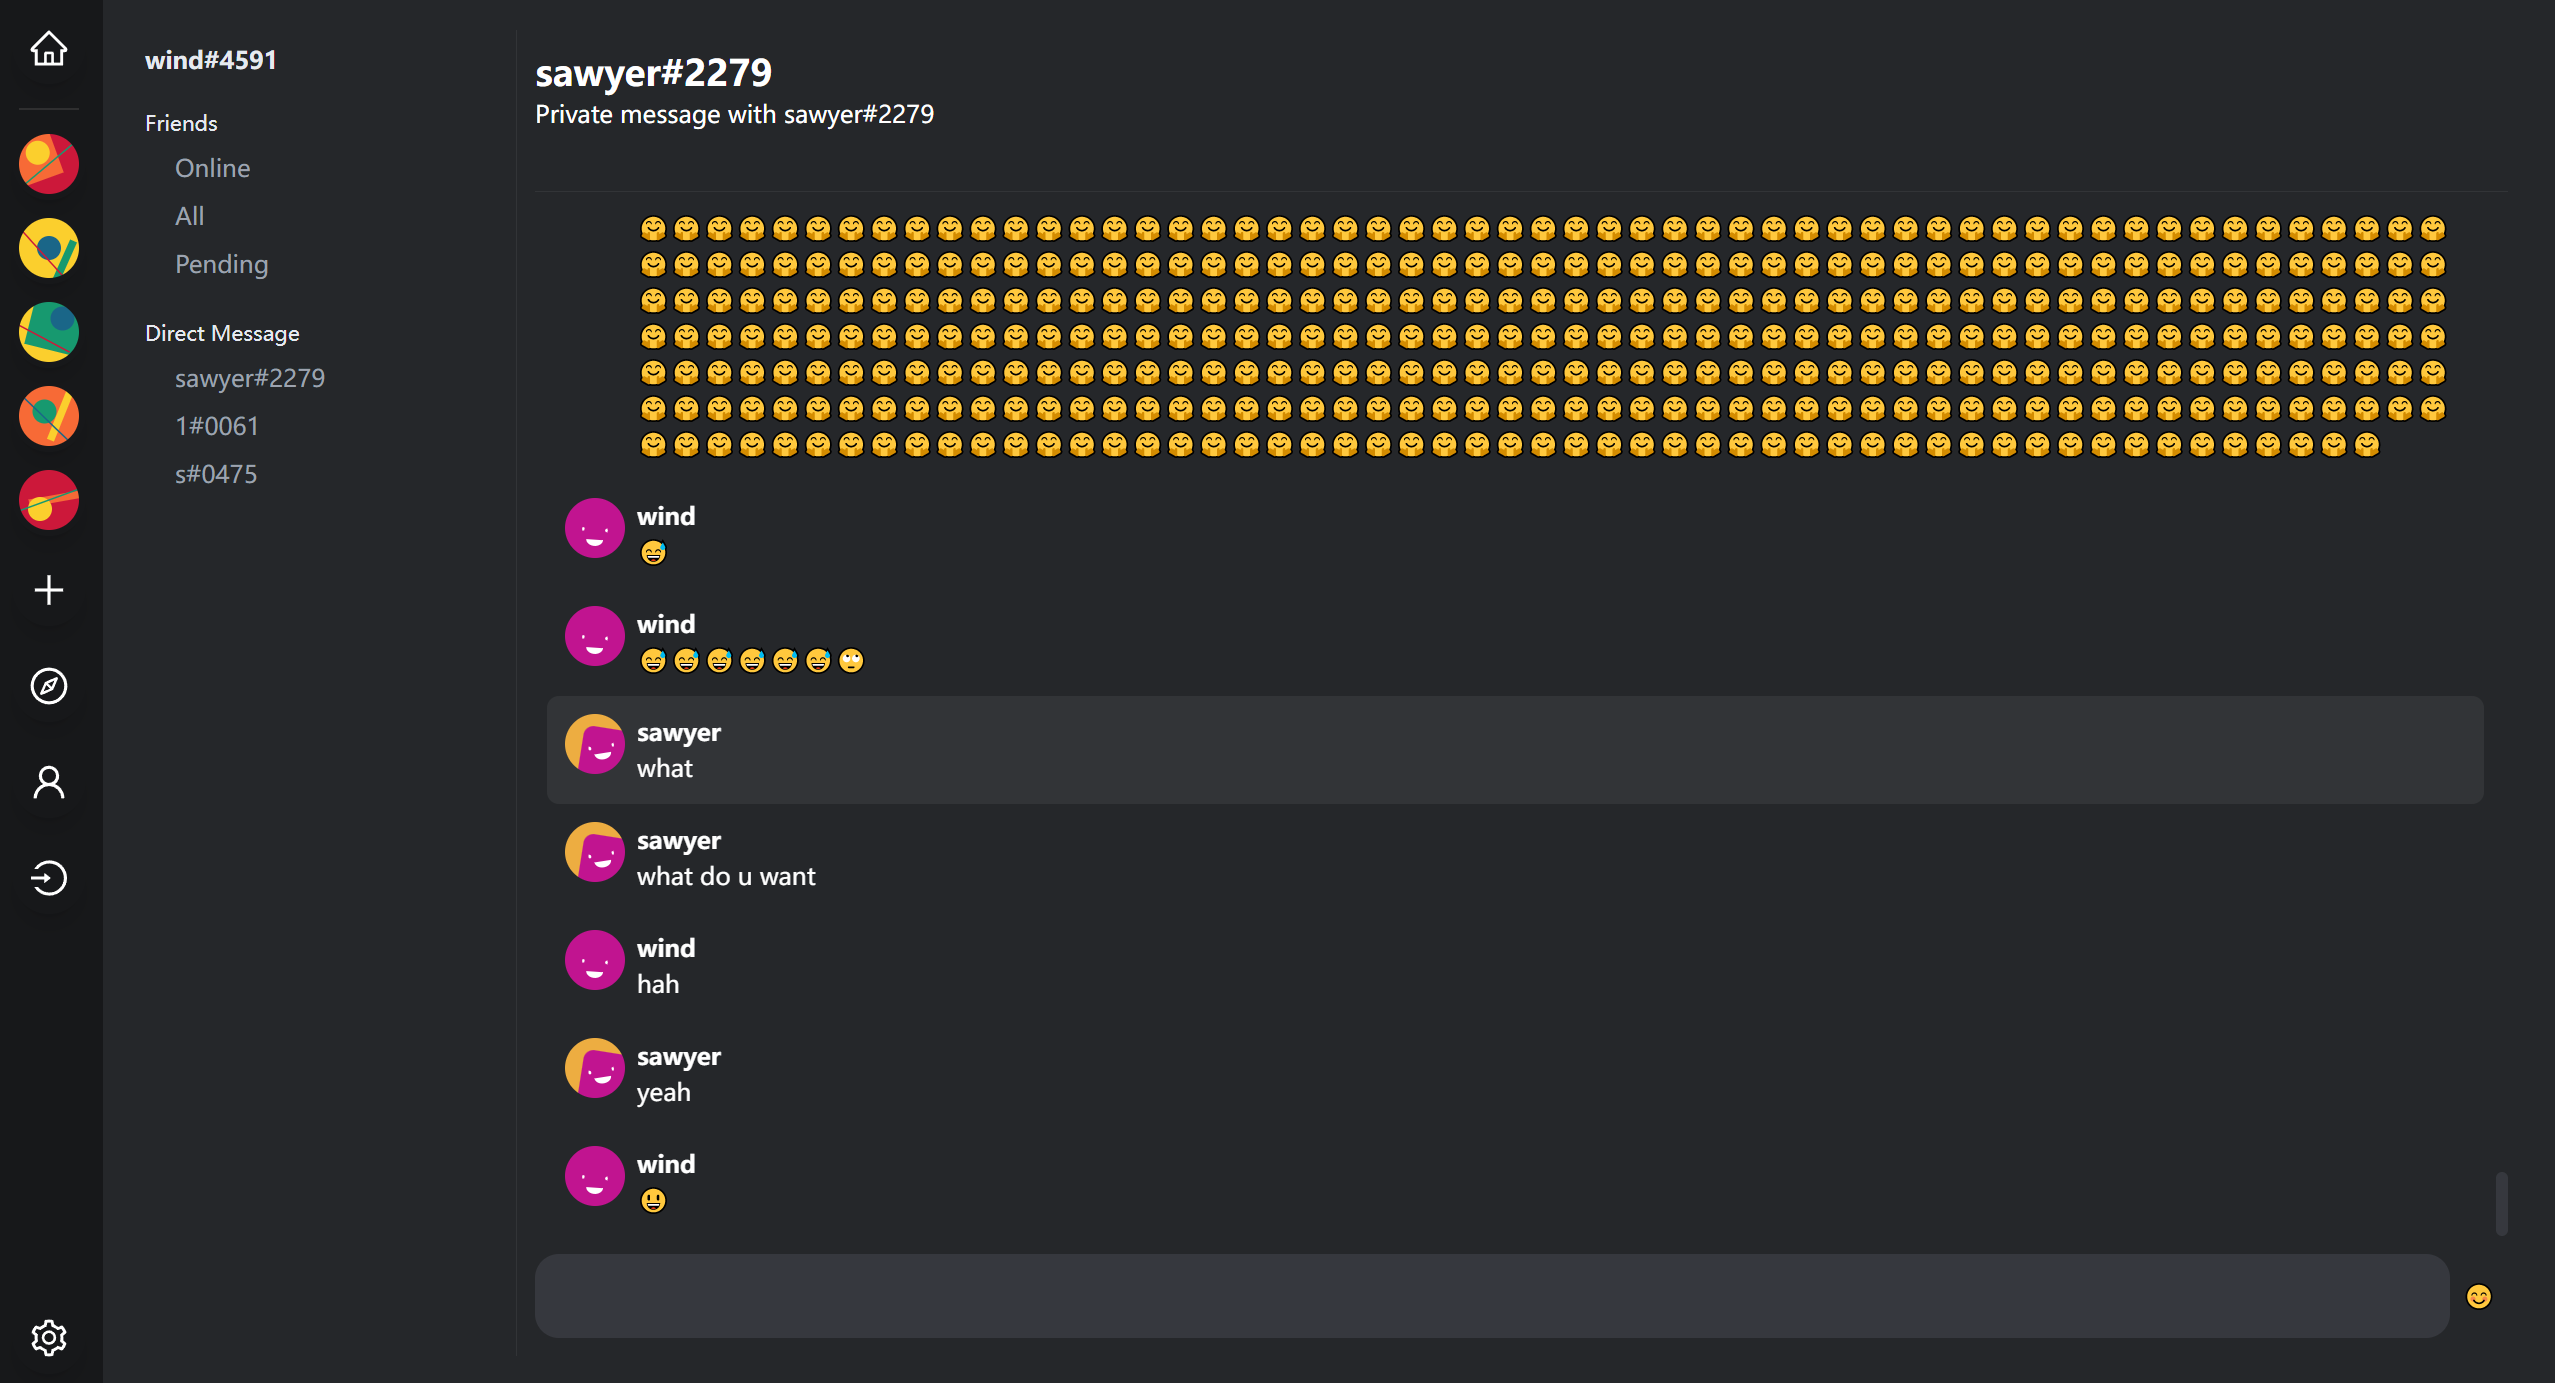 wind#4591
Friends
Online
All
Pending
Direct Message
sawyer#2279
1#0061
s#0475
sawyer#2279
Private message with sawyer#2279
wind
😅
wind
😅😅😅😅😅😅🙄
sawyer
what
sawyer
what do u want
wind
hah
sawyer
yeah
wind
😃